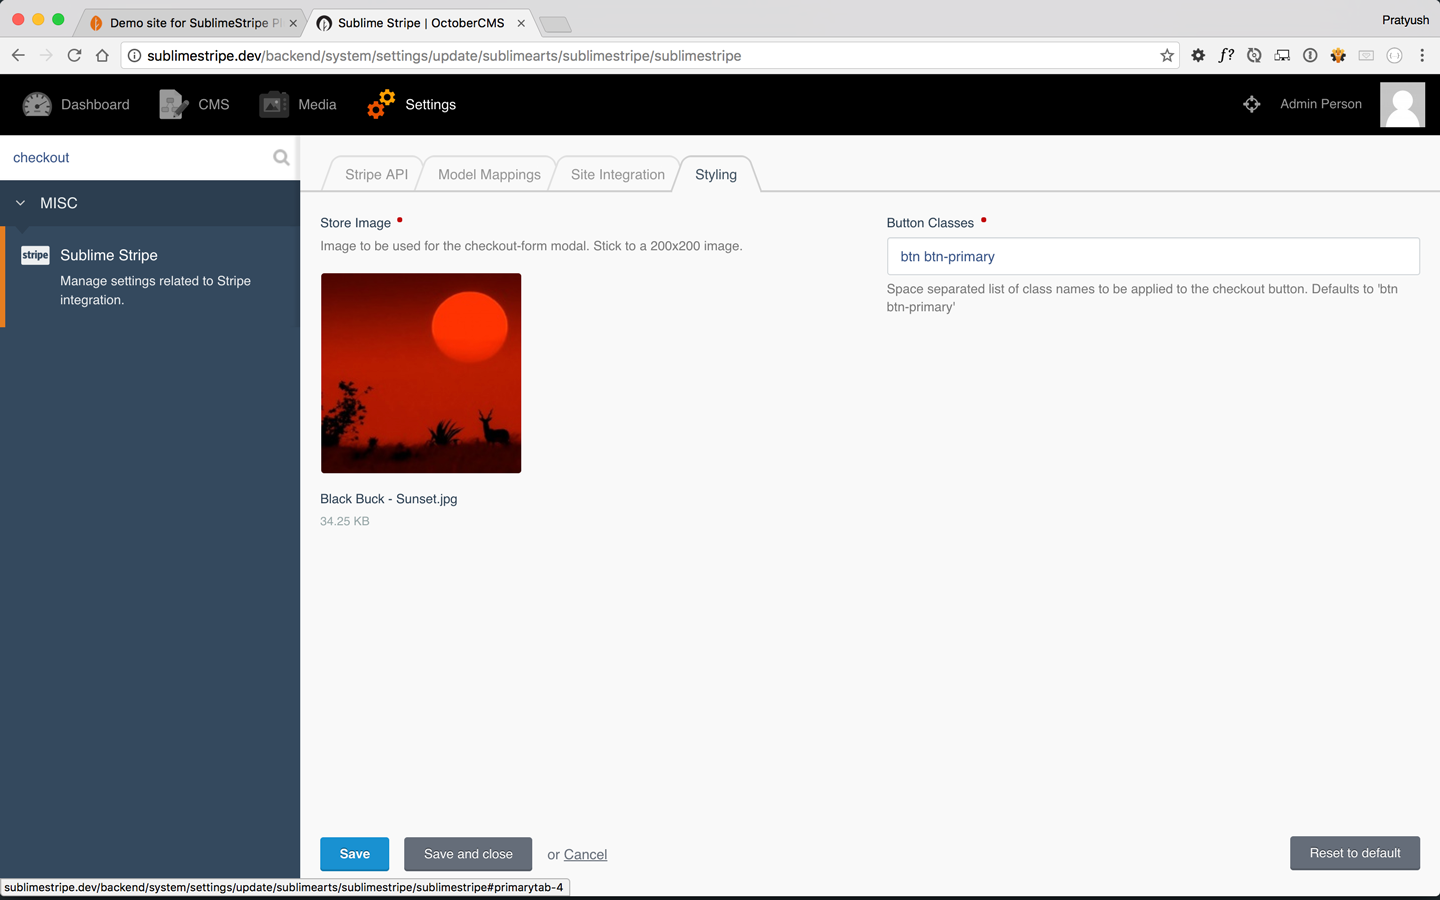 Demo site for SublimeStripe Pl
Sublime Stripe | OctoberCMS
Pratyush
sublimestripe.dev/backend/system/settings/update/sublimearts/sublimestripe/sublimestripe
f?
Dashboard
CMS
Media
Settings
Admin Person
checkout
MISC
stripe
Sublime Stripe
Manage settings related to Stripe
integration.
Stripe API
Model Mappings
Site Integration
Styling
Store Image
Image to be used for the checkout-form modal. Stick to a 200x200 image.
Black Buck - Sunset.jpg
34.25 KB
Button Classes
btn btn-primary
Space separated list of class names to be applied to the checkout button. Defaults to 'btn
btn-primary'
Save
Save and close
or Cancel
Reset to default
sublimestripe.dev/backend/system/settings/update/sublimearts/sublimestripe/sublimestripe#primarytab-4